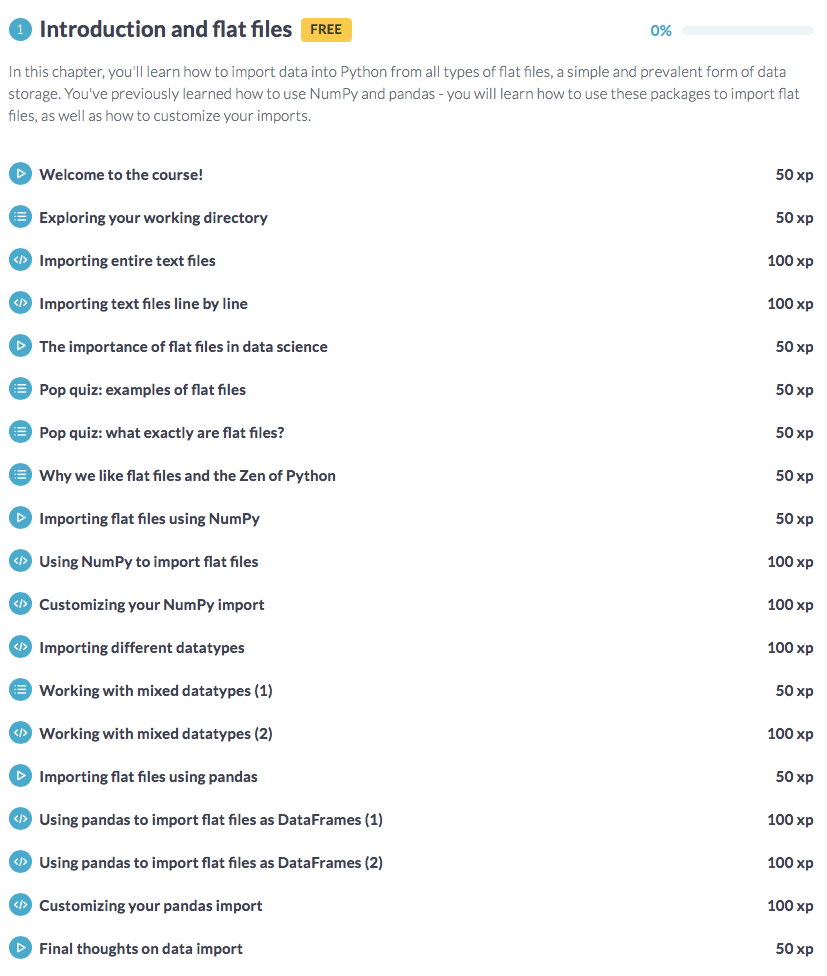 1 Introduction and flat files FREE 0%
In this chapter, you'll learn how to import data into Python from all types of flat files, a simple and prevalent form of data
storage. You've previously learned how to use NumPy and pandas - you will learn how to use these packages to import flat
files, as well as how to customize your imports.
Welcome to the course! 50 xp
Exploring your working directory 50 xp
Importing entire text files 100 xp
Importing text files line by line 100 xp
The importance of flat files in data science 50 xp
Pop quiz: examples of flat files 50 xp
Pop quiz: what exactly are flat files? 50 xp
Why we like flat files and the Zen of Python 50 xp
Importing flat files using NumPy 50 xp
Using NumPy to import flat files 100 xp
Customizing your NumPy import 100 xp
Importing different datatypes 100 xp
Working with mixed datatypes (1) 50 xp
Working with mixed datatypes (2) 100 xp
Importing flat files using pandas 50 xp
Using pandas to import flat files as DataFrames (1) 100 xp
Using pandas to import flat files as DataFrames (2) 100 xp
Customizing your pandas import 100 xp
Final thoughts on data import 50 xp